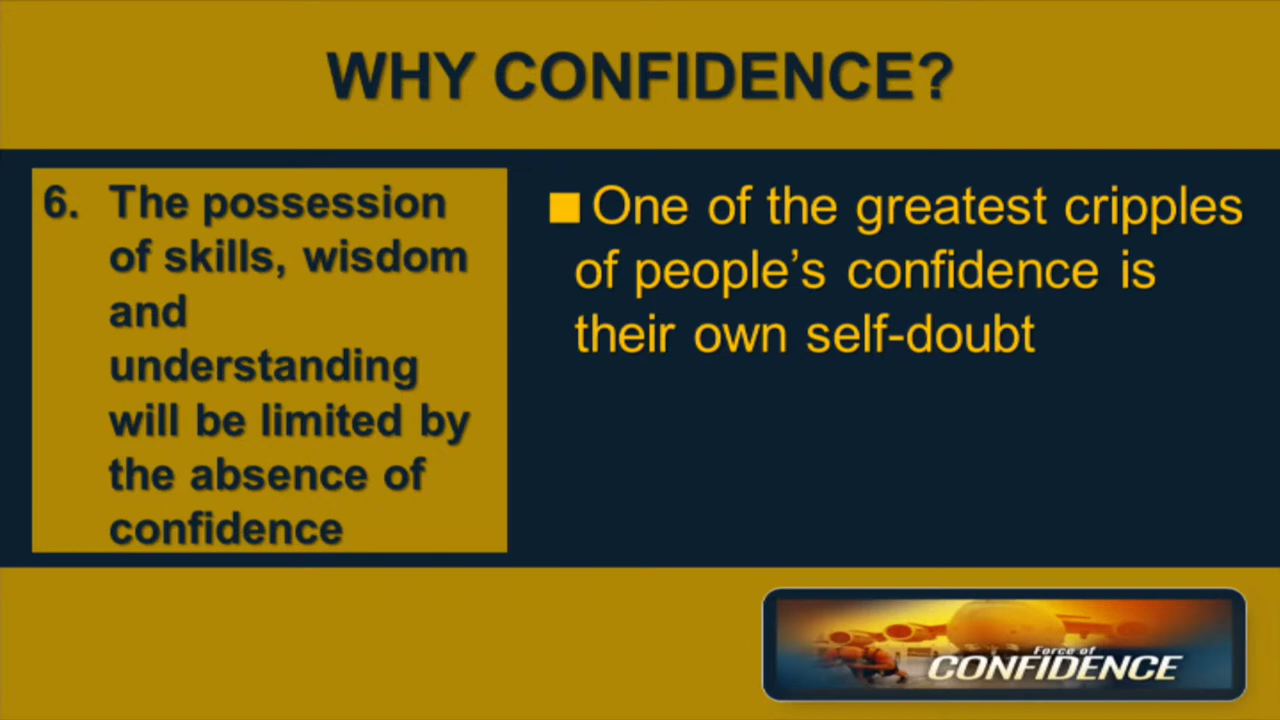 WHY CONFIDENCE?
6. The possession
of skills, wisdom
and
understanding
will be limited by
the absence of
confidence
One of the greatest cripples
of people's confidence is
their own self-doubt
Force of
CONFIDENCE